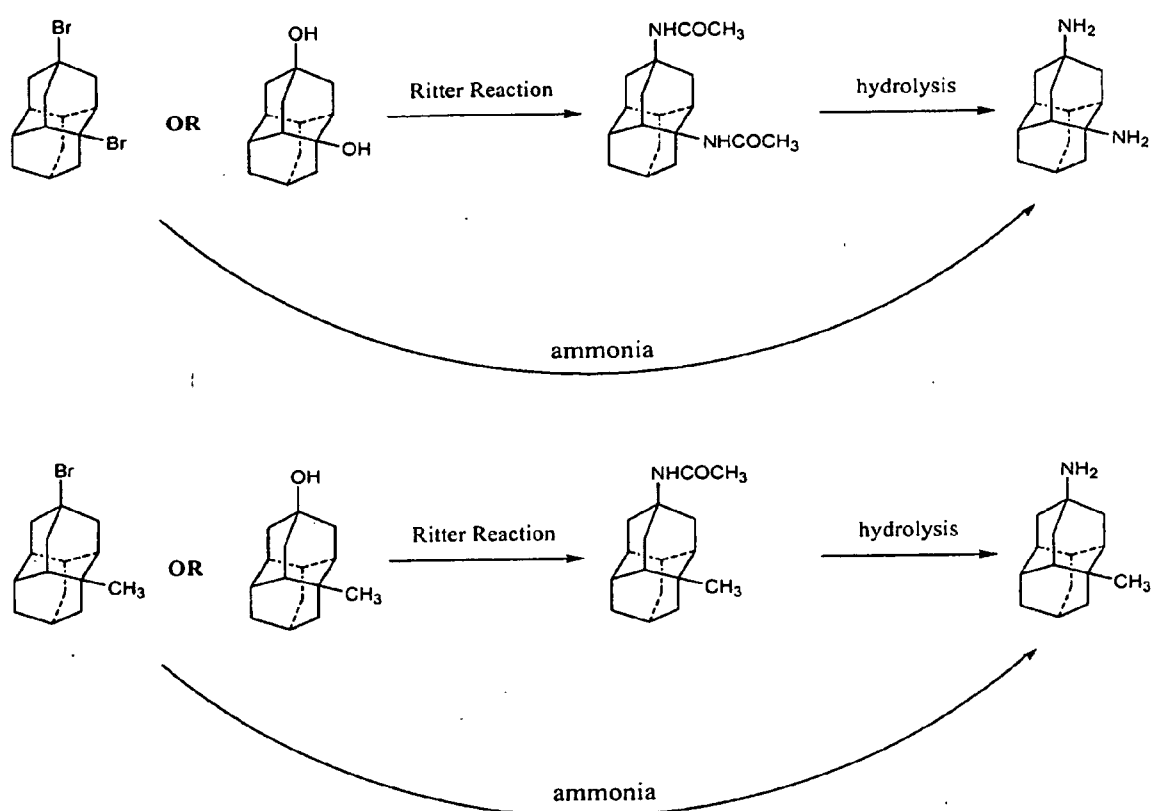 Br
OH
NHCOCH3
NH2
Ritter Reaction
hydrolysis
OR
Br
OH
NHCOCH3
NH2
ammonia
Br
OH
NHCOCH3
NH2
Ritter Reaction
hydrolysis
OR
CH3
CH3
CH3
CH3
ammonia